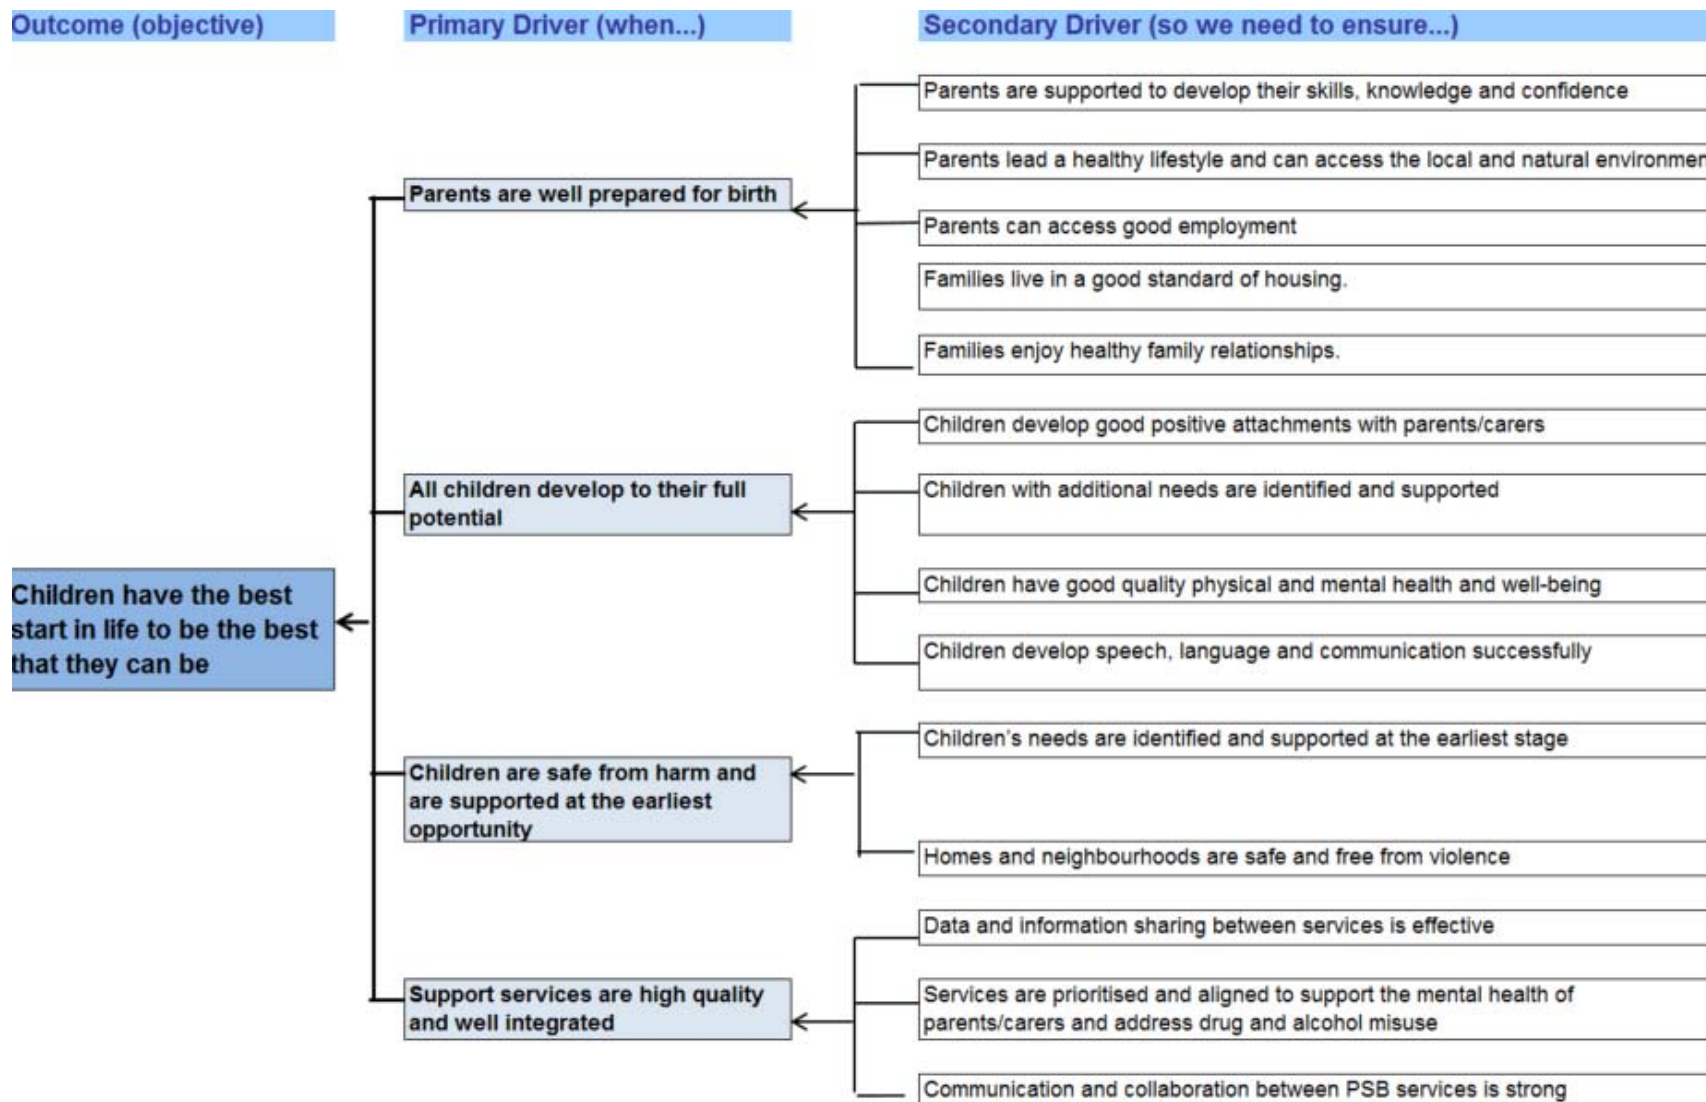 Outcome (objective)
Primary Driver (when...)
Secondary Driver (so we need to ensure...)
Children have the best
start in life to be the best
that they can be
Parents are well prepared for birth
Parents are supported to develop their skills, knowledge and confidence
Parents lead a healthy lifestyle and can access the local and natural environmen
Parents can access good employment
Families live in a good standard of housing.
Families enjoy healthy family relationships.
All children develop to their full
potential
Children develop good positive attachments with parents/carers
Children with additional needs are identified and supported
Children have good quality physical and mental health and well-being
Children develop speech, language and communication successfully
Children are safe from harm and
are supported at the earliest
opportunity
Children's needs are identified and supported at the earliest stage
Homes and neighbourhoods are safe and free from violence
Support services are high quality
and well integrated
Data and information sharing between services is effective
Services are prioritised and aligned to support the mental health of
parents/carers and address drug and alcohol misuse
Communication and collaboration between PSB services is strong